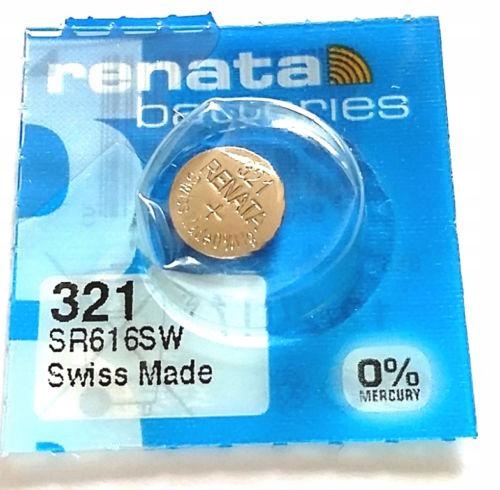 renata
batteries
321
RENATA
+
321
SR616SW
Swiss Made
0%
MERCURY